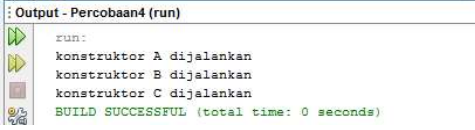 Output - Percobaan4 (run)
run:
konstruktor A dijalankan
konstruktor B dijalankan
konstruktor C dijalankan
BUILD SUCCESSFUL (total time: 0 seconds)